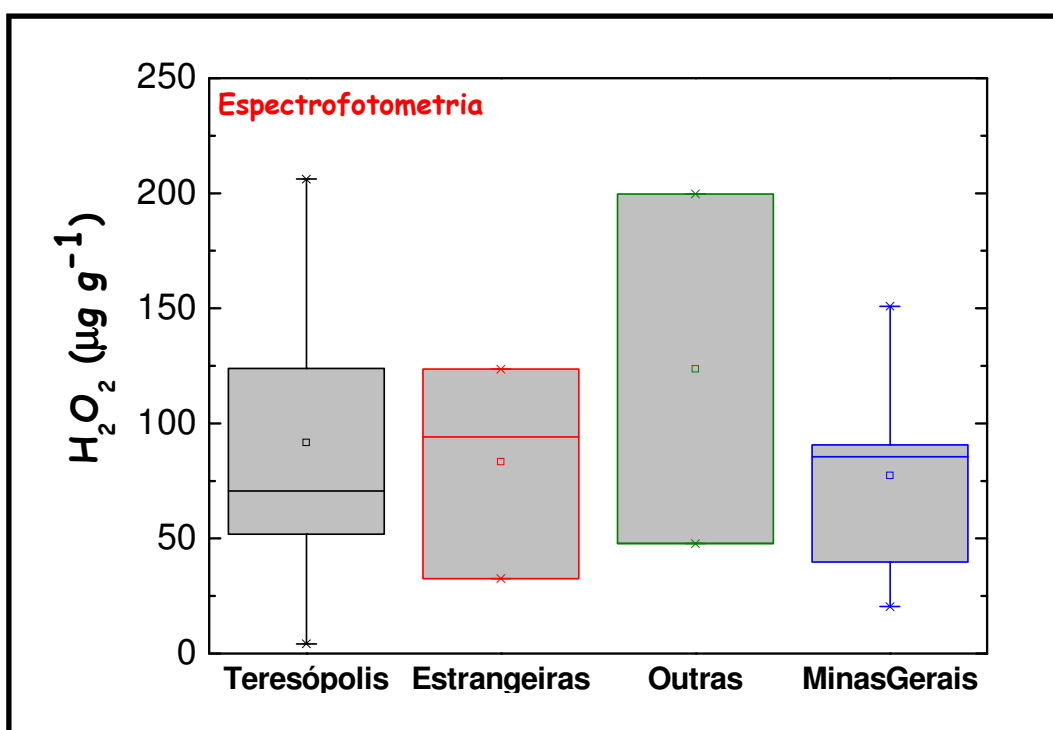 Espectrofotometria
H₂O₂ (µg g⁻¹)
250
200
150
100
50
0
Teresópolis Estrangeiras Outras MinasGerais